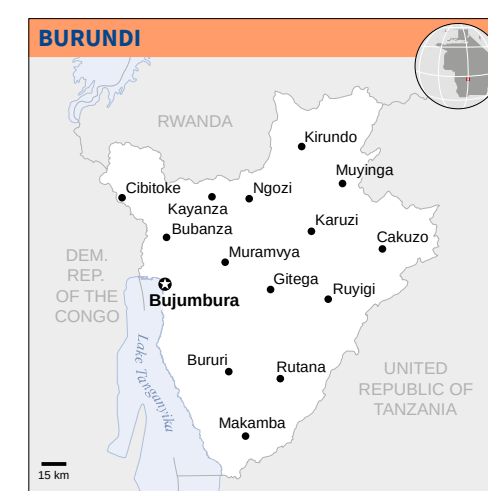 BURUNDI
RWANDA
Kirundo
Muyinga
Cibitoke
Ngozi
Kayanza
Bubanza
Karuzi
Cakuzo
Muramvya
DEM.
REP.
OF THE
CONGO
Gitega
Ruyigi
Bujumbura
Lake Tanganyika
Bururi
Rutana
UNITED
REPUBLIC OF
TANZANIA
Makamba
15 km